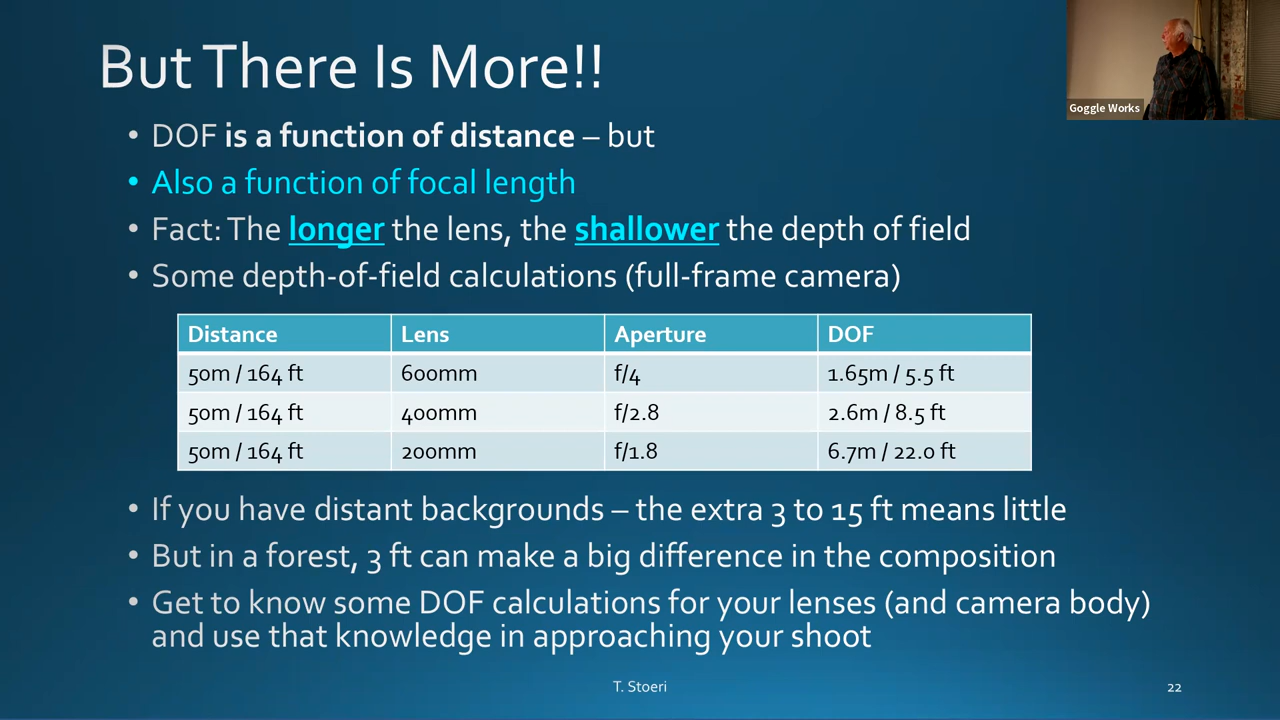 But There Is More!!
Goggle Works
• DOF is a function of distance – but
• Also a function of focal length
• Fact: The longer the lens, the shallower the depth of field
• Some depth-of-field calculations (full-frame camera)
Distance Lens Aperture DOF
50m / 164 ft 600mm f/4 1.65m / 5.5 ft
50m / 164 ft 400mm f/2.8 2.6m / 8.5 ft
50m / 164 ft 200mm f/1.8 6.7m / 22.0 ft
• If you have distant backgrounds – the extra 3 to 15 ft means little
• But in a forest, 3 ft can make a big difference in the composition
• Get to know some DOF calculations for your lenses (and camera body)
and use that knowledge in approaching your shoot
T. Stoeri 22